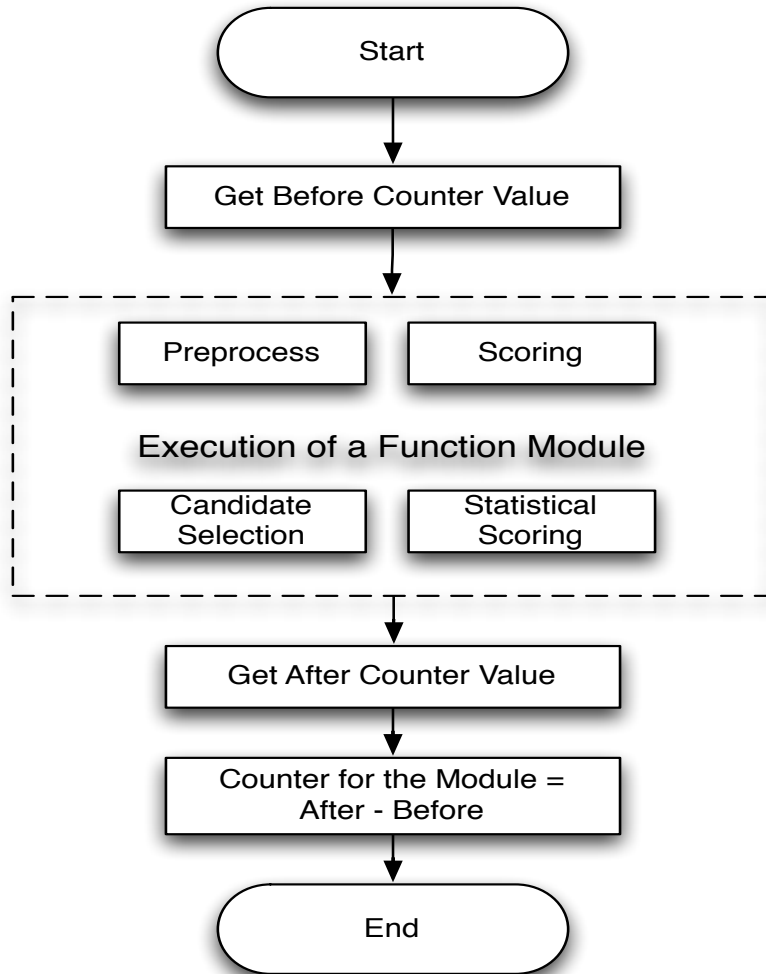 Start
Get Before Counter Value
Preprocess
Scoring
Execution of a Function Module
Candidate
Selection
Statistical
Scoring
Get After Counter Value
Counter for the Module =
After - Before
End